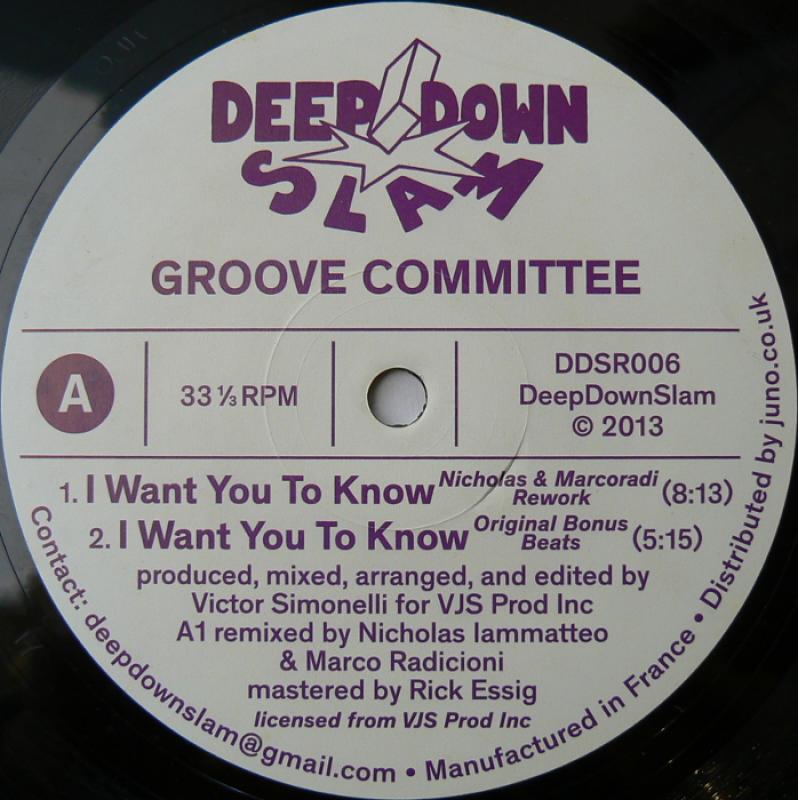 DEEP DOWN
SLAM
GROOVE COMMITTEE
A
33 ⅓ RPM
DDSR006
DeepDownSlam
© 2013
1. I Want You To Know Nicholas & Marcoradi Rework (8:13)
2. I Want You To Know Original Bonus Beats (5:15)
produced, mixed, arranged, and edited by
Victor Simonelli for VJS Prod Inc
A1 remixed by Nicholas Iammatteo
& Marco Radicioni
mastered by Rick Essig
licensed from VJS Prod Inc
Contact: deepdownslam@gmail.com • Manufactured in France • Distributed by juno.co.uk